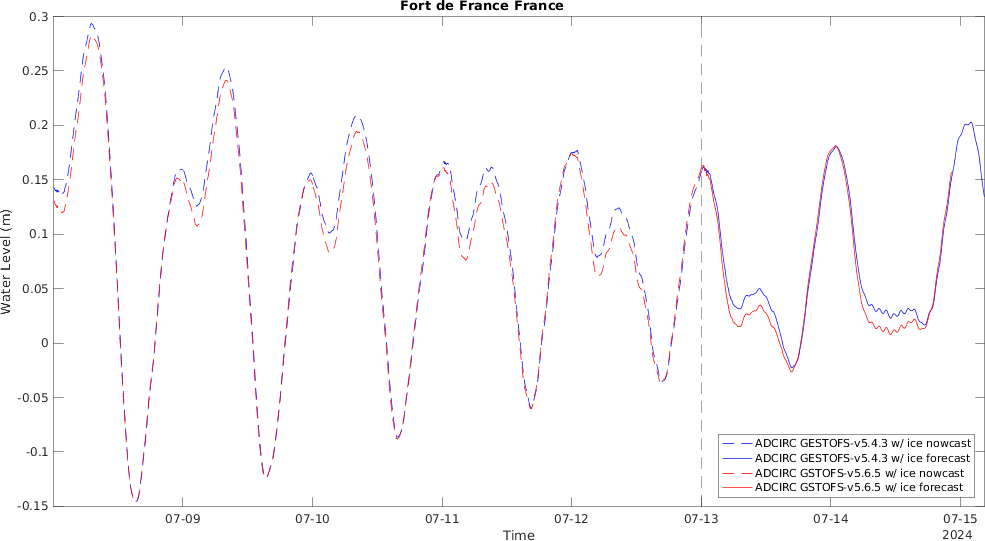 Fort de France France
0.3
0.25
0.2
0.15
0.1
0.05
0
-0.05
-0.1
-0.15
Water Level (m)
07-09
07-10
07-11
07-12
07-13
07-14
07-15
2024
Time
ADCIRC GESTOFS-v5.4.3 w/ ice nowcast
ADCIRC GESTOFS-v5.4.3 w/ ice forecast
ADCIRC GSTOFS-v5.6.5 w/ ice nowcast
ADCIRC GSTOFS-v5.6.5 w/ ice forecast